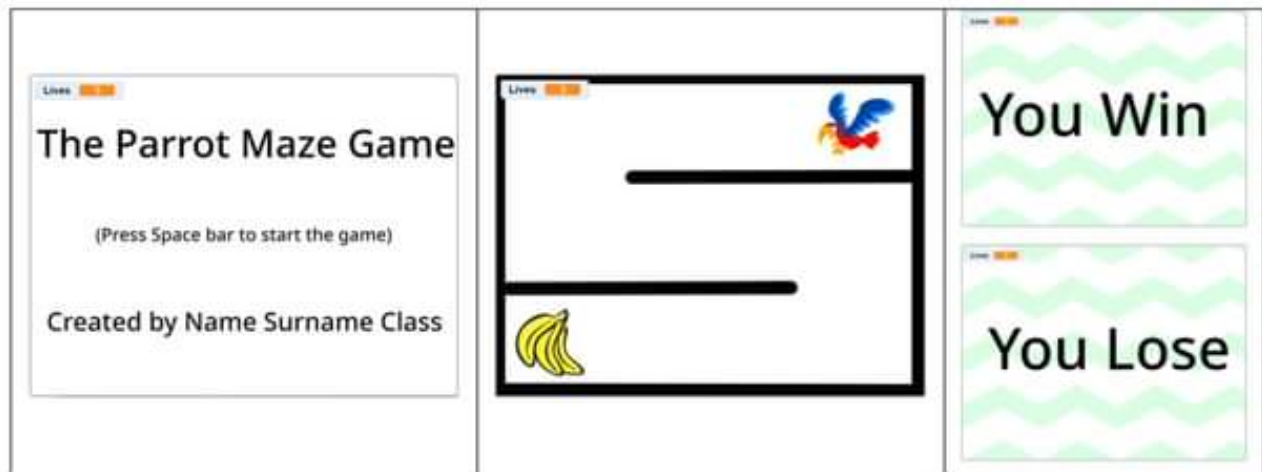 Lives
The Parrot Maze Game
(Press Space bar to start the game)
Created by Name Surname Class
Lives
Lives
You Win
Lives
You Lose